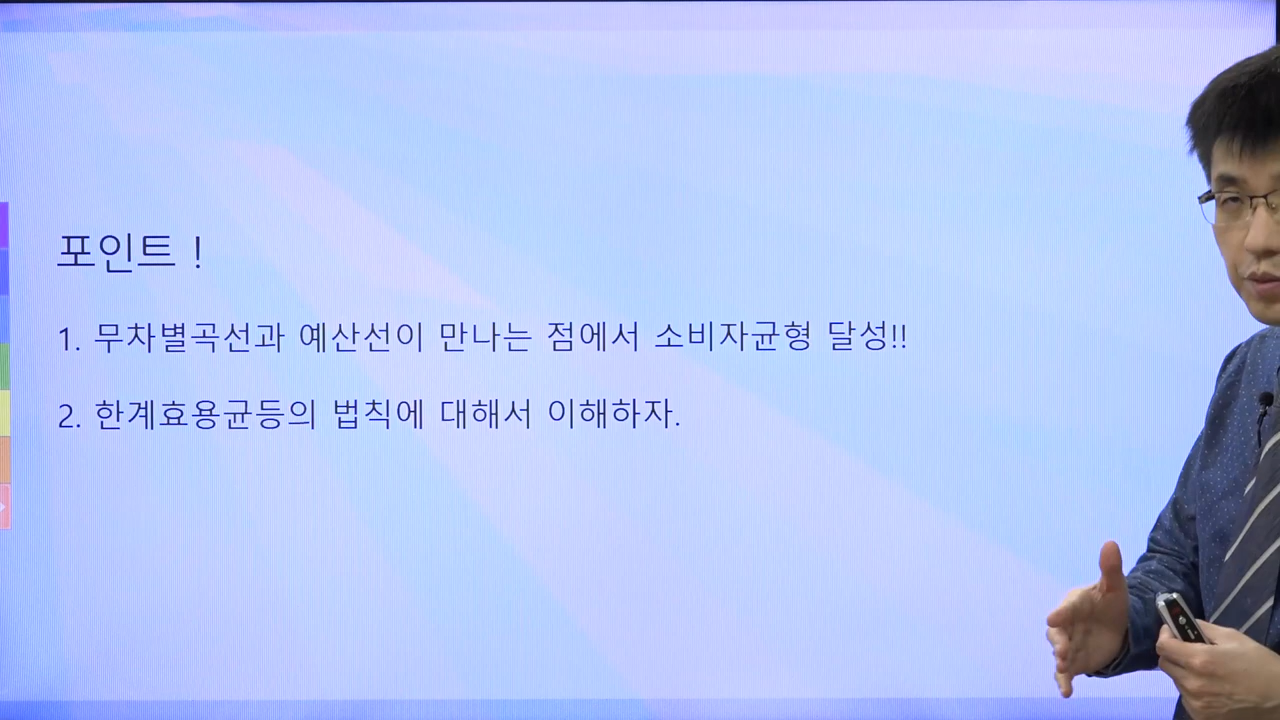 포인트 !
1. 무차별곡선과 예산선이 만나는 점에서 소비자균형 달성!!
2. 한계효용균등의 법칙에 대해서 이해하자.